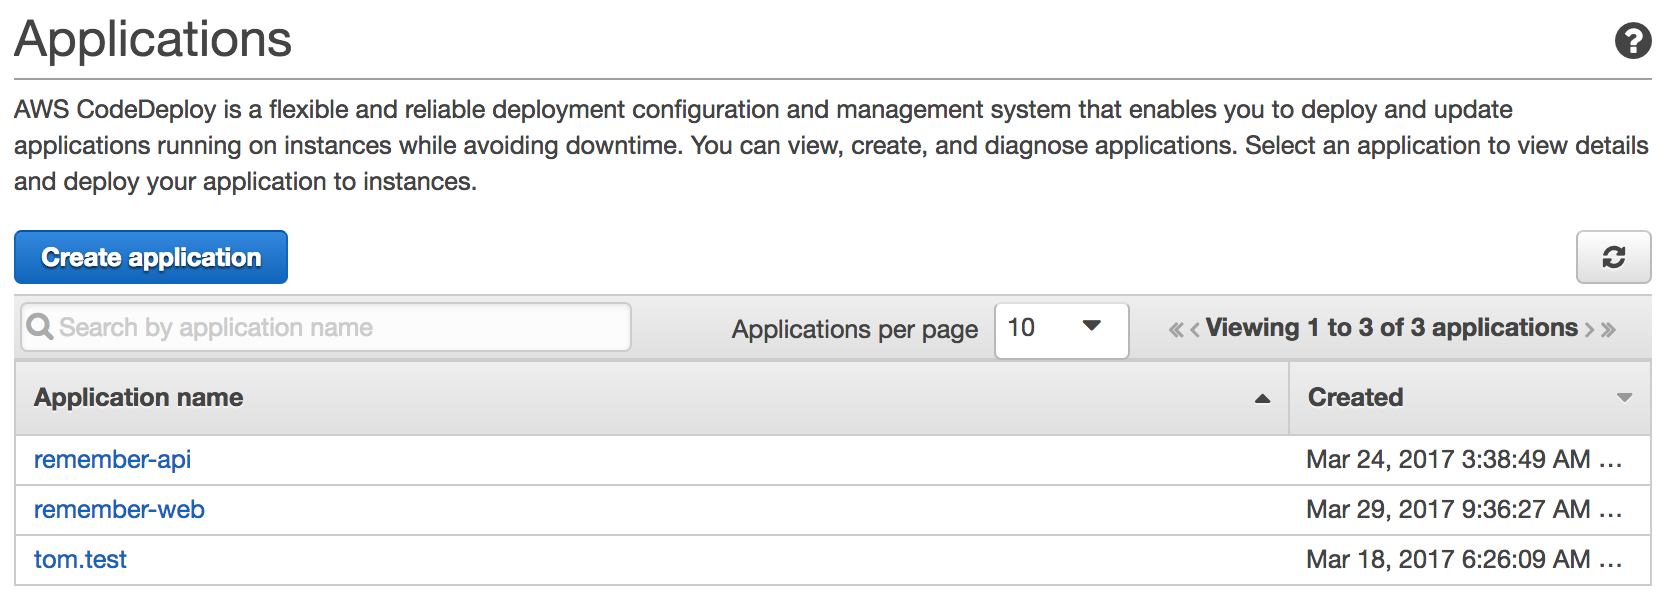 Applications
AWS CodeDeploy is a flexible and reliable deployment configuration and management system that enables you to deploy and update
applications running on instances while avoiding downtime. You can view, create, and diagnose applications. Select an application to view details
and deploy your application to instances.
Create application
Search by application name
Applications per page 10 « ‹ Viewing 1 to 3 of 3 applications › »
Application name Created
remember-api Mar 24, 2017 3:38:49 AM ...
remember-web Mar 29, 2017 9:36:27 AM ...
tom.test Mar 18, 2017 6:26:09 AM ...